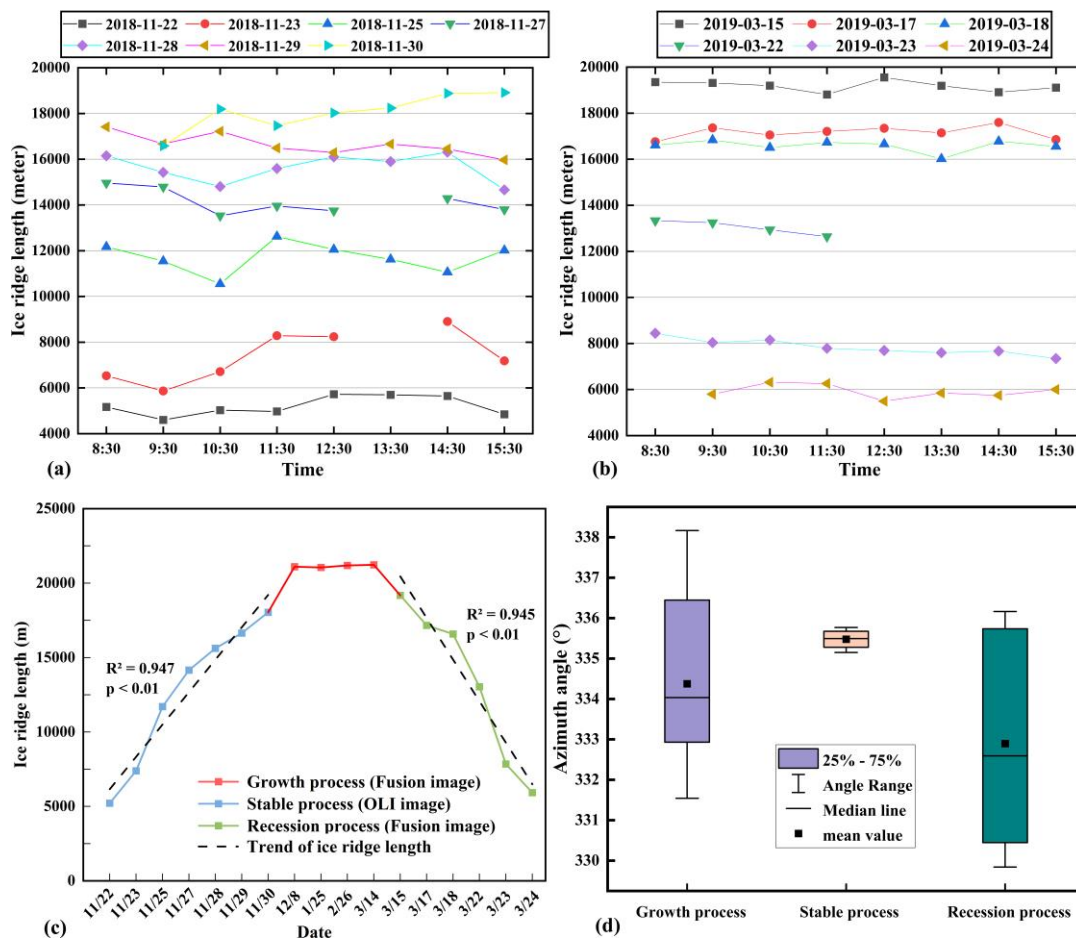 2018-11-22 2018-11-23 2018-11-25 2018-11-27
2018-11-28 2018-11-29 2018-11-30
20000
18000
16000
14000
12000
10000
8000
6000
4000
Ice ridge length (meter)
8:30 9:30 10:30 11:30 12:30 13:30 14:30 15:30
(a) Time
2019-03-15 2019-03-17 2019-03-18
2019-03-22 2019-03-23 2019-03-24
20000
18000
16000
14000
12000
10000
8000
6000
4000
Ice ridge length (meter)
8:30 9:30 10:30 11:30 12:30 13:30 14:30 15:30
(b) Time
25000
20000
15000
10000
5000
0
Ice ridge length (m)
R² = 0.947
p < 0.01
R² = 0.945
p < 0.01
Growth process (Fusion image)
Stable process (OLI image)
Recession process (Fusion image)
Trend of ice ridge length
11/22 11/23 11/25 11/27 11/28 11/29 11/30 12/8 1/25 2/26 3/14 3/15 3/17 3/18 3/22 3/23 3/24
(c) Date
338
337
336
335
334
333
332
331
330
Azimuth angle (°)
25% - 75%
Angle Range
Median line
mean value
(d)
Growth process Stable process Recession process